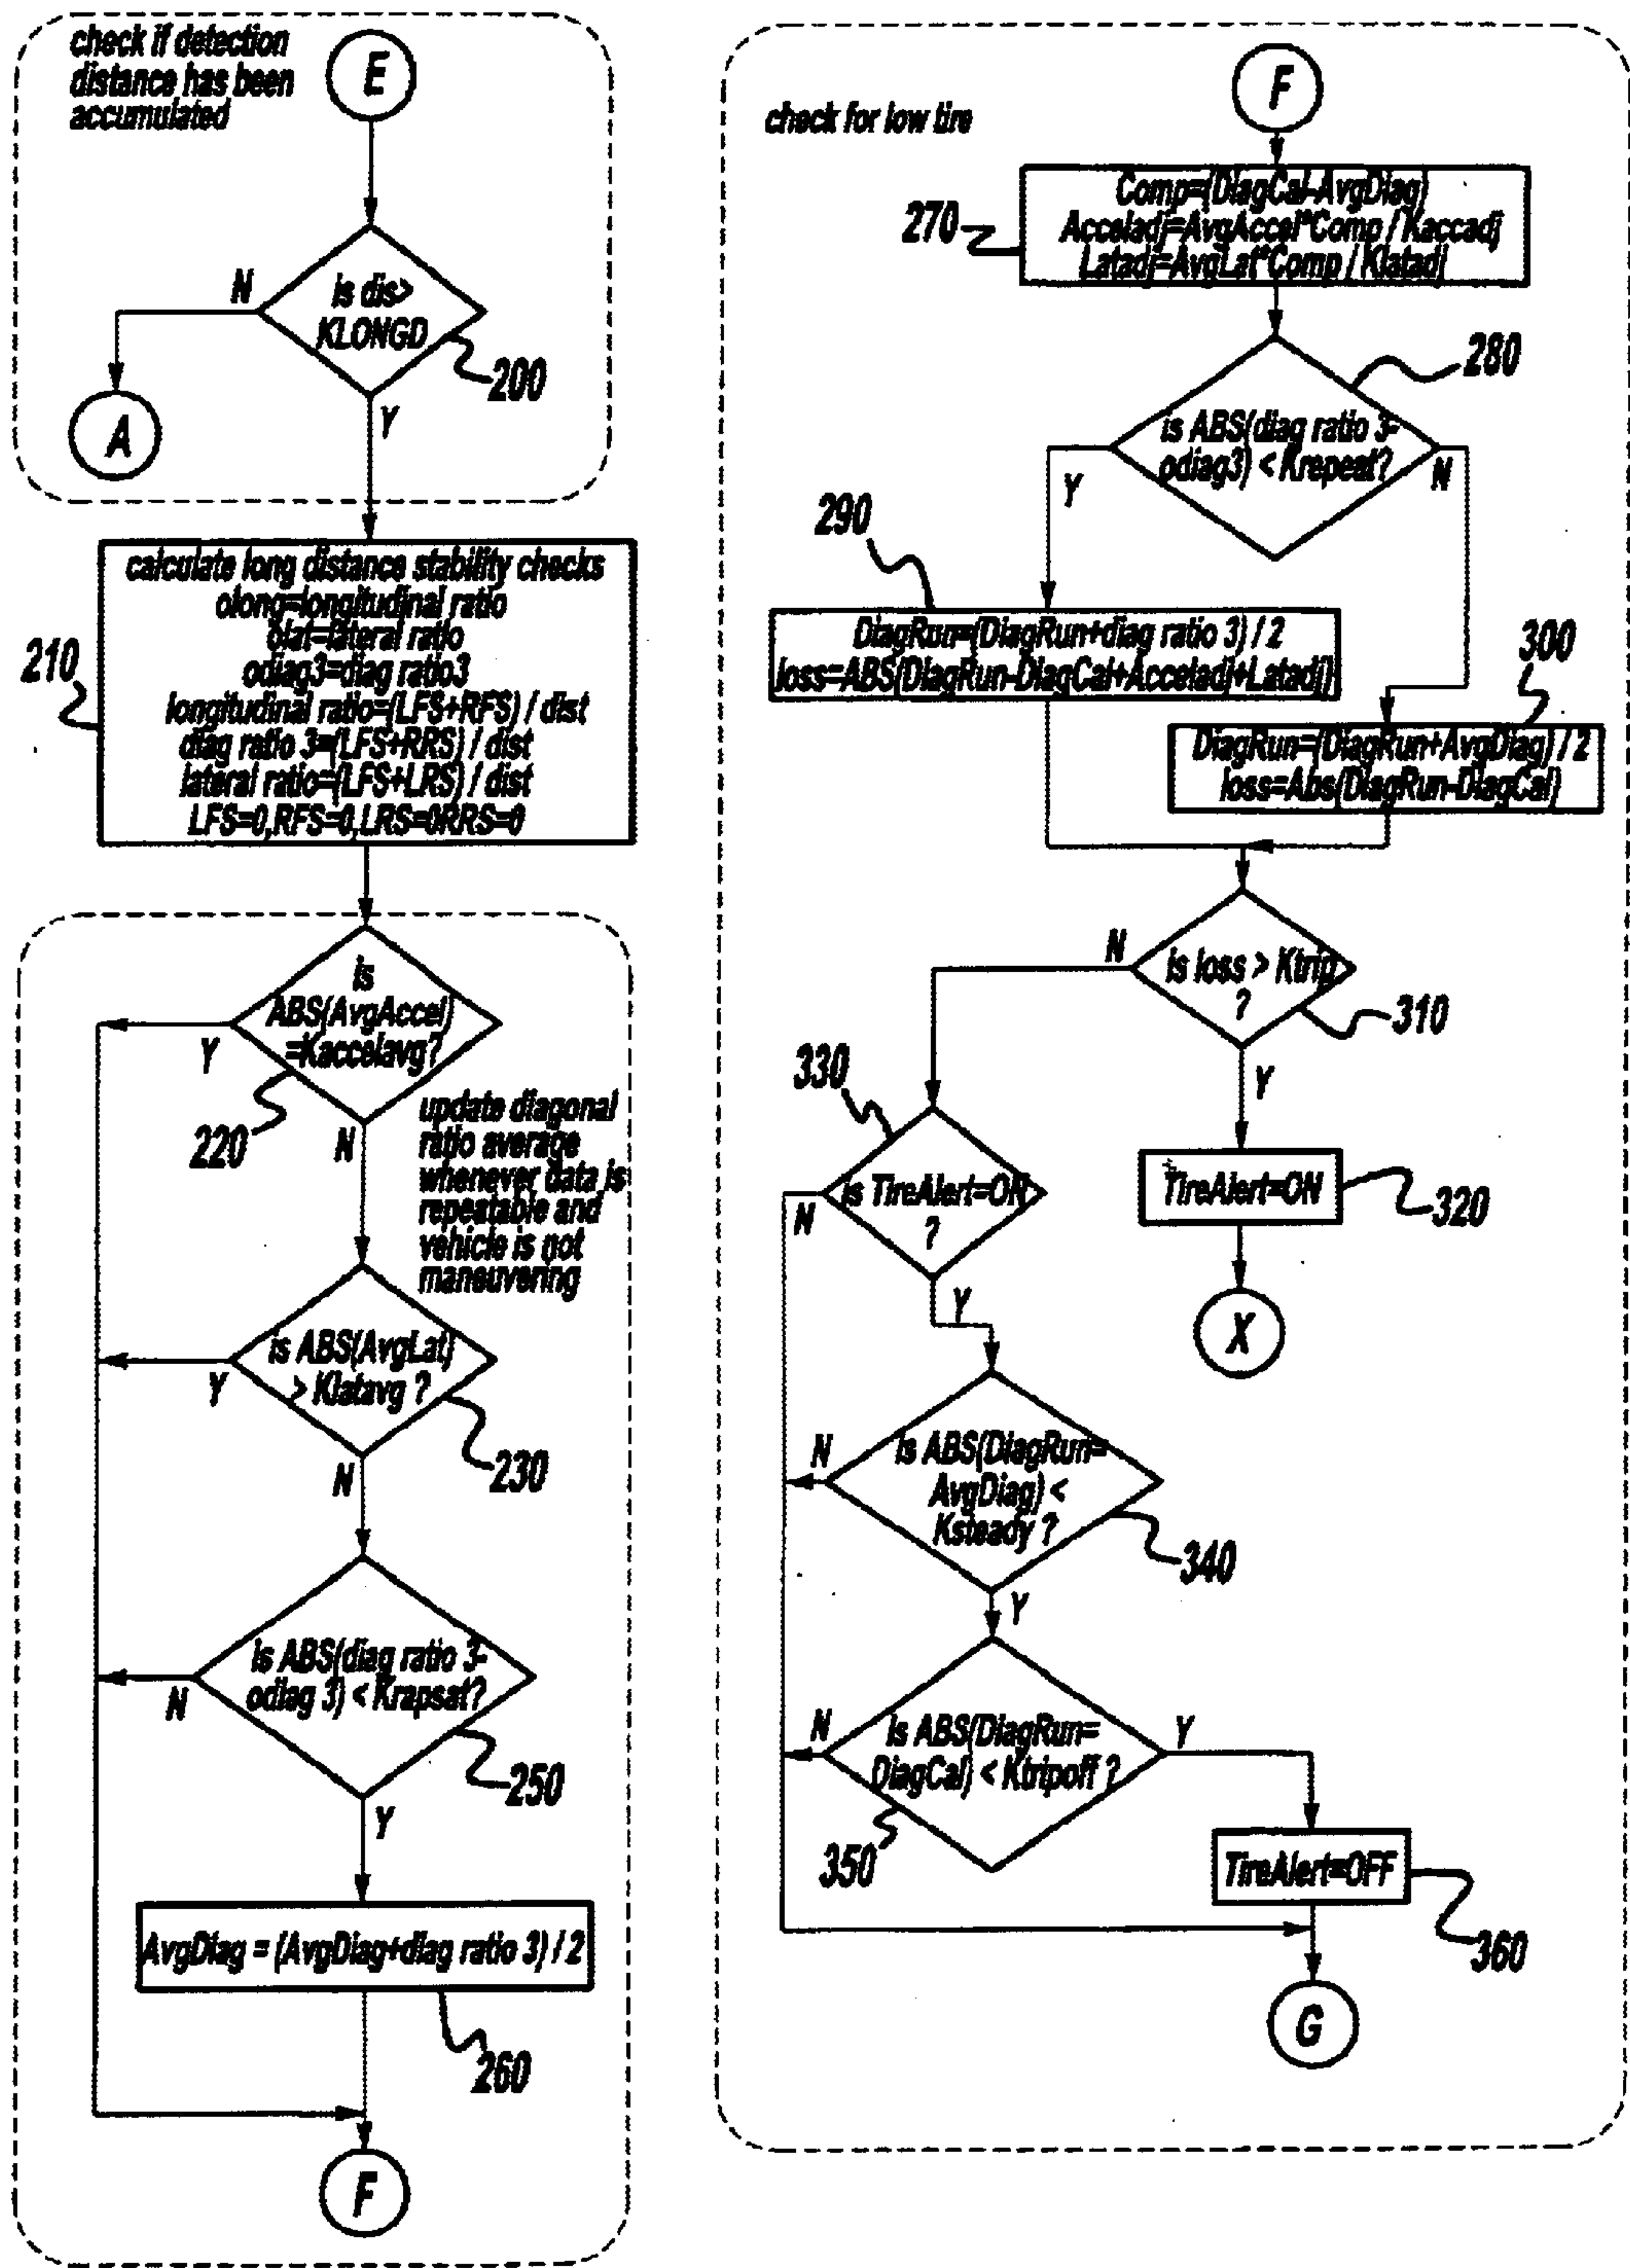 check if detection
distance has been
accumulated
E
is dis>
KLONGD
N
200
A
Y
calculate long distance stability checks
olong=longitudinal ratio
olat=lateral ratio
odiag3=diag ratio3
longitudinal ratio=(LFS+RFS) / dist
diag ratio 3=(LFS+RRS) / dist
lateral ratio=(LFS+LRS) / dist
LFS=0,RFS=0,LRS=0RRS=0
210
is
ABS(AvgAccel)
=Kaccelavg?
Y
220
N
update diagonal
ratio average
whenever data is
repeatable and
vehicle is not
maneuvering
is ABS(AvgLat)
> Klatavg ?
Y
230
N
is ABS(diag ratio 3-
odiag 3) < Krapsat?
N
250
Y
AvgDiag = (AvgDiag+diag ratio 3) / 2
260
F
check for low tire
F
Comp=(DiagCal-AvgDiag)
Acceladj=AvgAccel*Comp / Kaccadj
Latadj=AvgLat*Comp / Klatadj
270
280
is ABS(diag ratio 3-
odiag3) < Krepeat?
Y
N
290
DiagRun=(DiagRun+diag ratio 3) / 2
loss=ABS(DiagRun-DiagCal+Acceladj+Latadj)
300
DiagRun=(DiagRun+AvgDiag) / 2
loss=Abs(DiagRun-DiagCal)
is loss > Ktrip
?
N
310
Y
TireAlert=ON
320
X
330
is TireAlert=ON
?
N
Y
is ABS(DiagRun=
AvgDiag) <
Ksteady ?
N
340
Y
is ABS(DiagRun=
DiagCal) < Ktripoff ?
N
Y
350
TireAlert=OFF
360
G